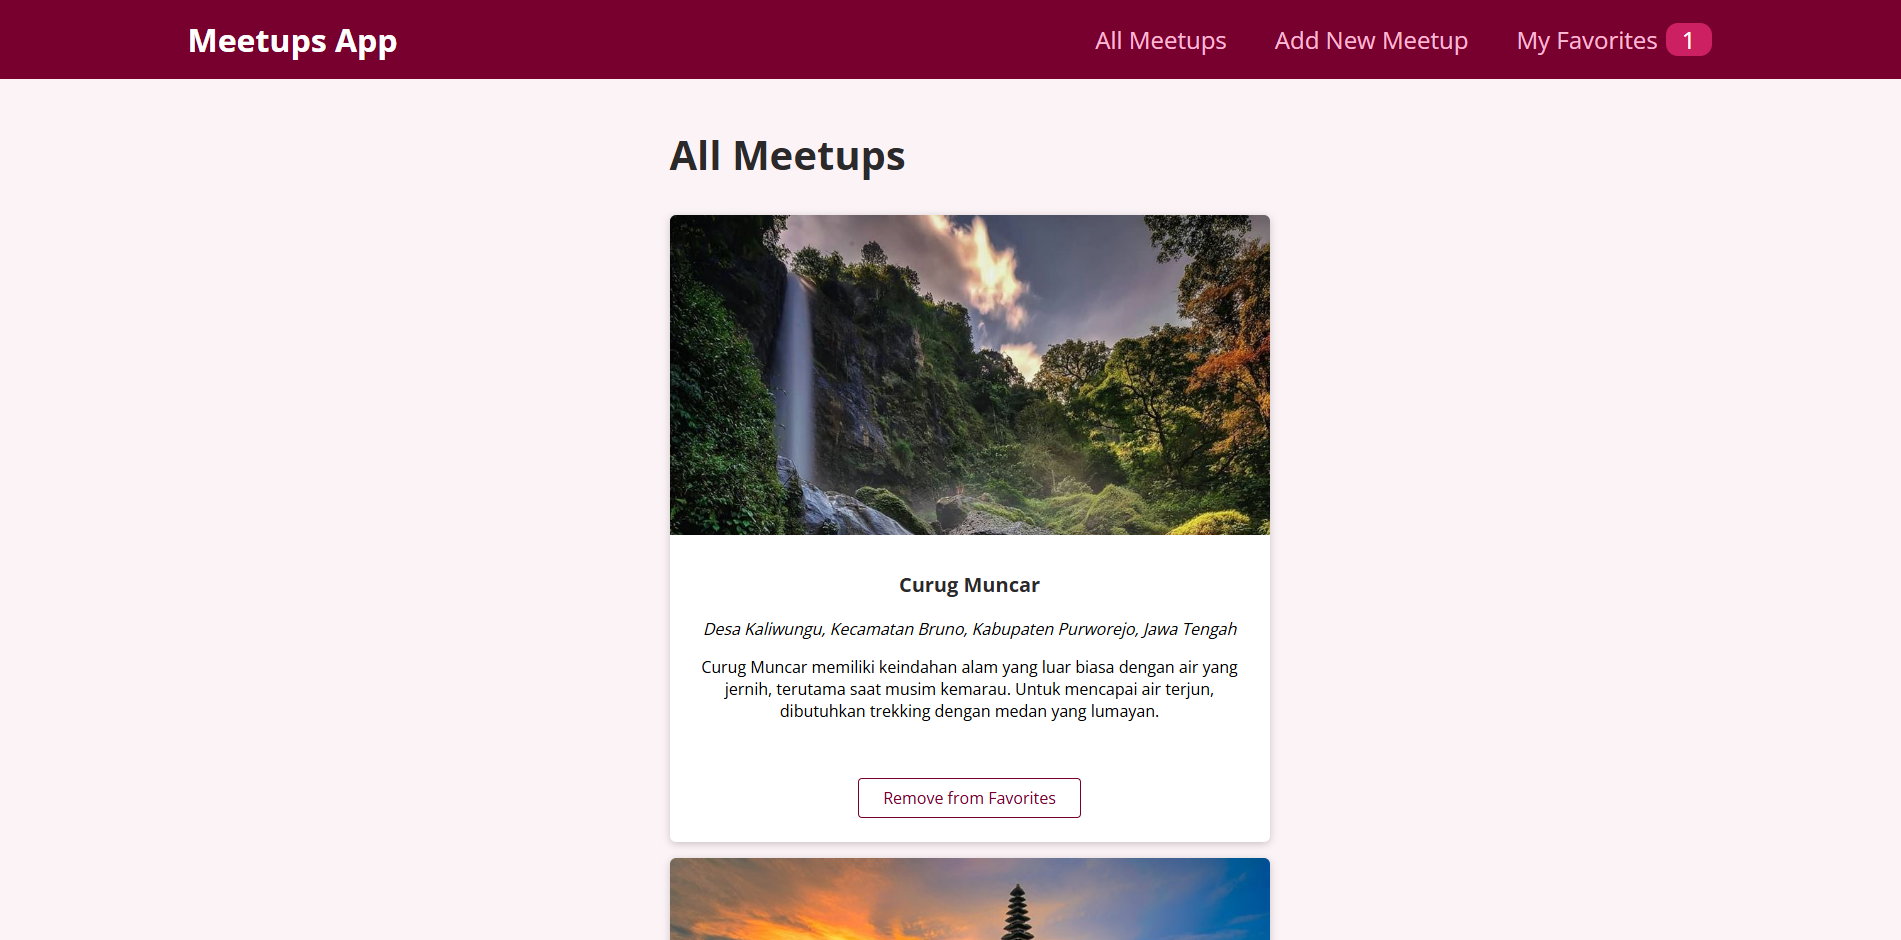 Meetups App
All Meetups
Add New Meetup
My Favorites 1
All Meetups
Curug Muncar
Desa Kaliwungu, Kecamatan Bruno, Kabupaten Purworejo, Jawa Tengah
Curug Muncar memiliki keindahan alam yang luar biasa dengan air yang
jernih, terutama saat musim kemarau. Untuk mencapai air terjun,
dibutuhkan trekking dengan medan yang lumayan.
Remove from Favorites